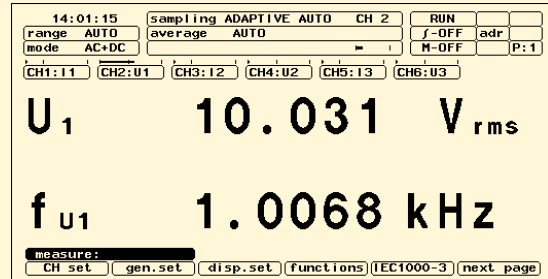 14:01:15 sampling ADAPTIVE AUTO CH 2 RUN
range AUTO average AUTO ∫-OFF adr
mode AC+DC M-OFF P:1
CH1:I1 CH2:U1 CH3:I2 CH4:U2 CH5:I3 CH6:U3
U1 10.031 Vrms
fU1 1.0068 kHz
measure:
CH set gen.set disp.set functions IEC1000-3 next page